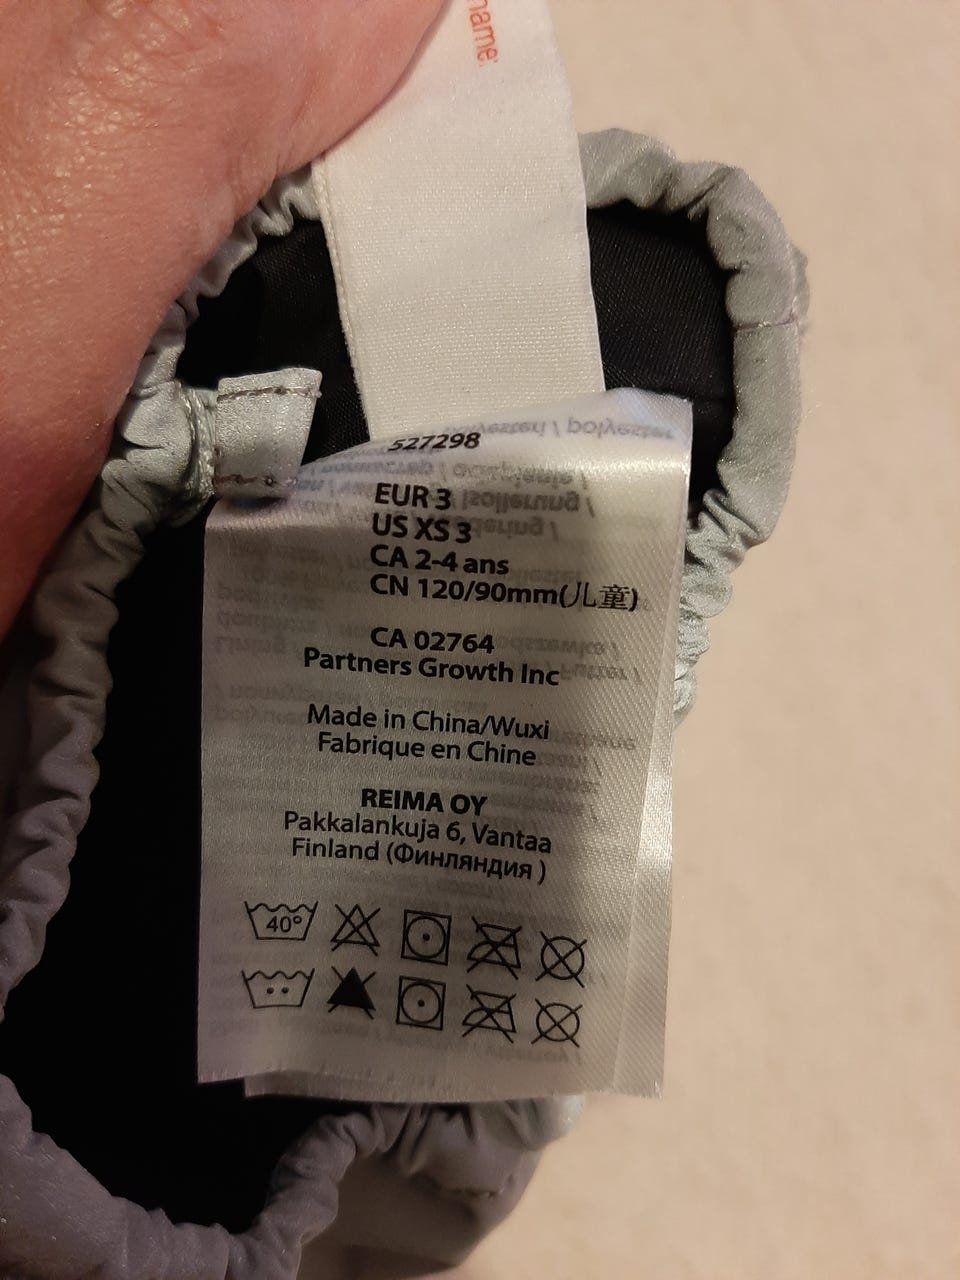 name:
527298
EUR 3
US XS 3
CA 2-4 ans
CN 120/90mm(儿童)
CA 02764
Partners Growth Inc
Made in China/Wuxi
Fabrique en Chine
REIMA OY
Pakkalankuja 6, Vantaa
Finland (Финляндия )
40°